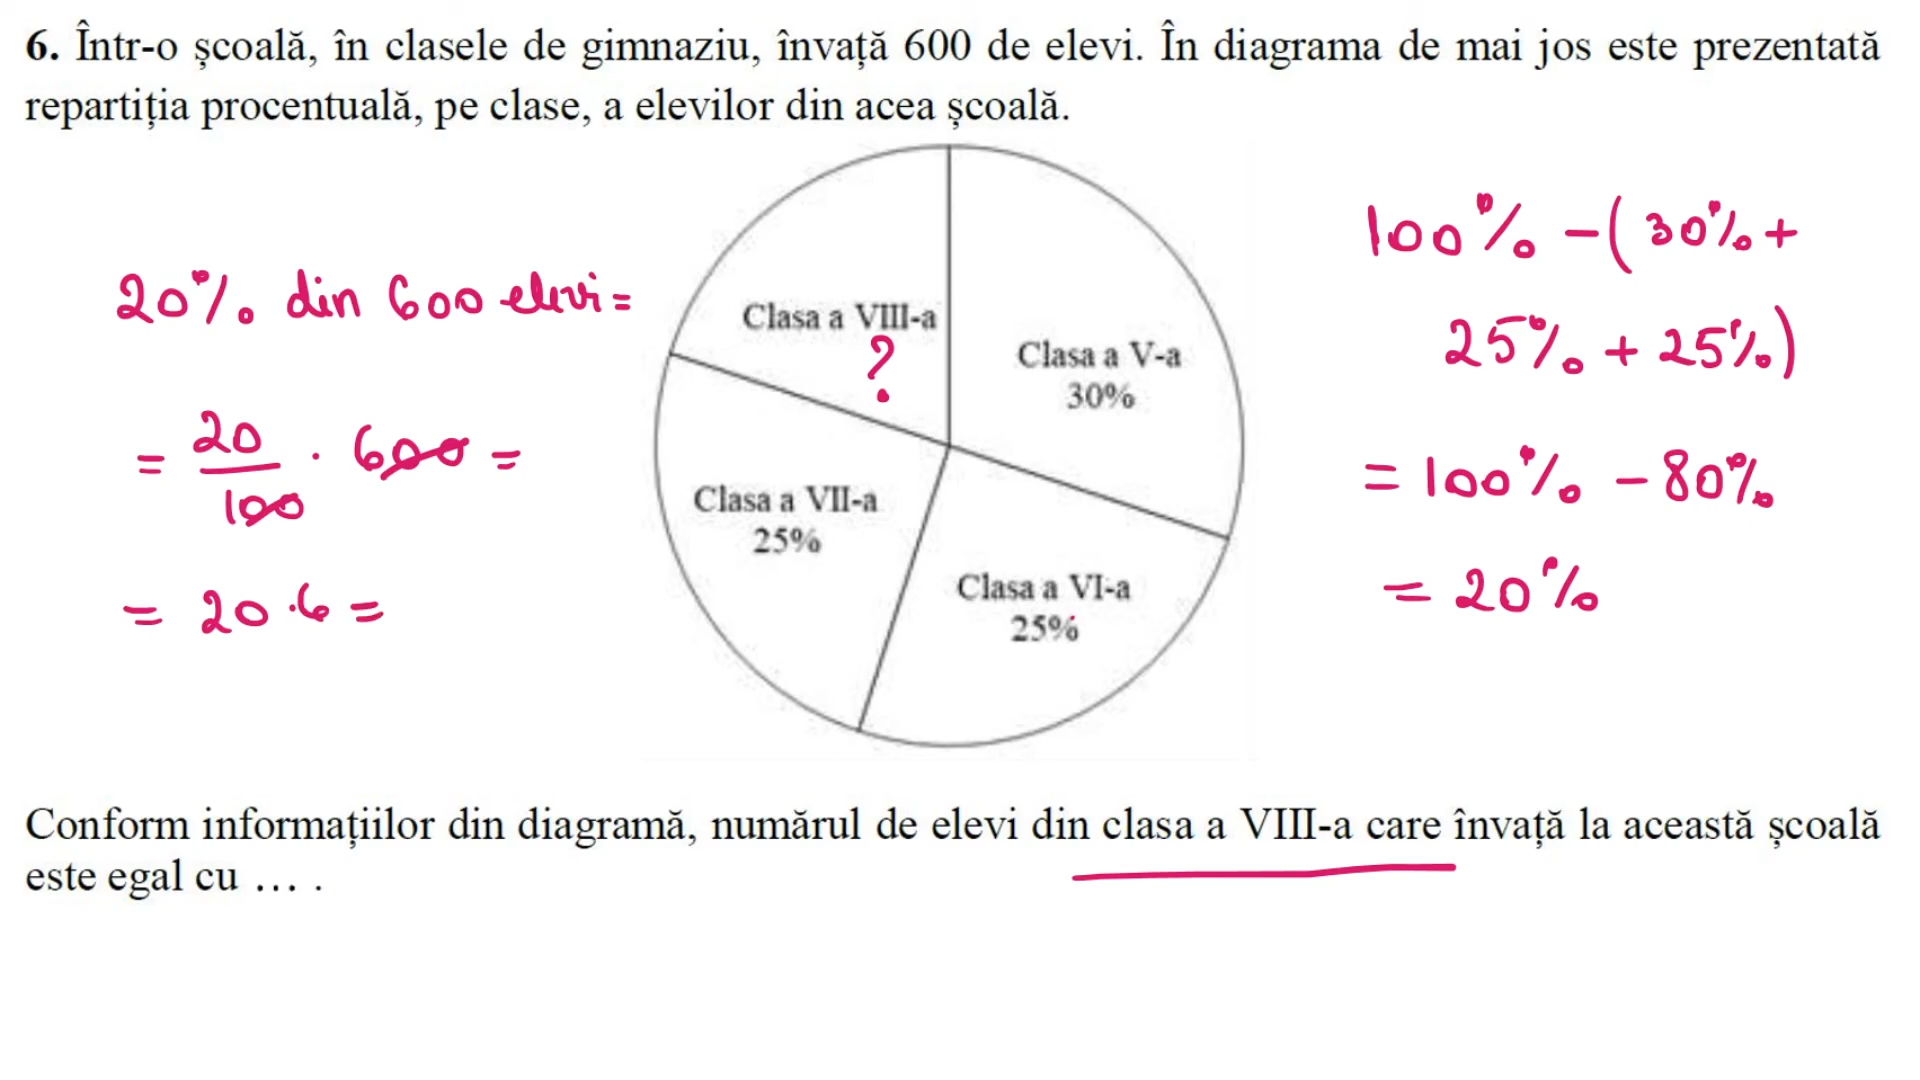 6. Într-o școală, în clasele de gimnaziu, învață 600 de elevi. În diagrama de mai jos este prezentată
repartiția procentuală, pe clase, a elevilor din acea școală.
20% din 600 elevi =
= 20/100 · 600 =
= 20 · 6 =
Clasa a VIII-a
?
Clasa a V-a
30%
Clasa a VII-a
25%
Clasa a VI-a
25%
100% - (30% +
25% + 25%)
= 100% - 80%
= 20%
Conform informațiilor din diagramă, numărul de elevi din clasa a VIII-a care învață la această școală
este egal cu ... .